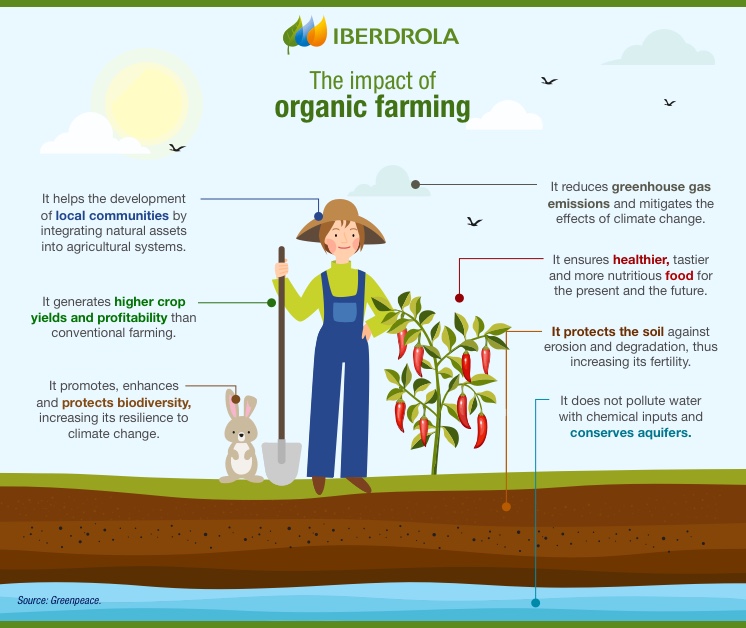 IBERDROLA
The impact of
organic farming
It helps the development
of local communities by
integrating natural assets
into agricultural systems.
It generates higher crop
yields and profitability than
conventional farming.
It promotes, enhances
and protects biodiversity,
increasing its resilience to
climate change.
It reduces greenhouse gas
emissions and mitigates the
effects of climate change.
It ensures healthier, tastier
and more nutritious food for
the present and the future.
It protects the soil against
erosion and degradation, thus
increasing its fertility.
It does not pollute water
with chemical inputs and
conserves aquifers.
Source: Greenpeace.